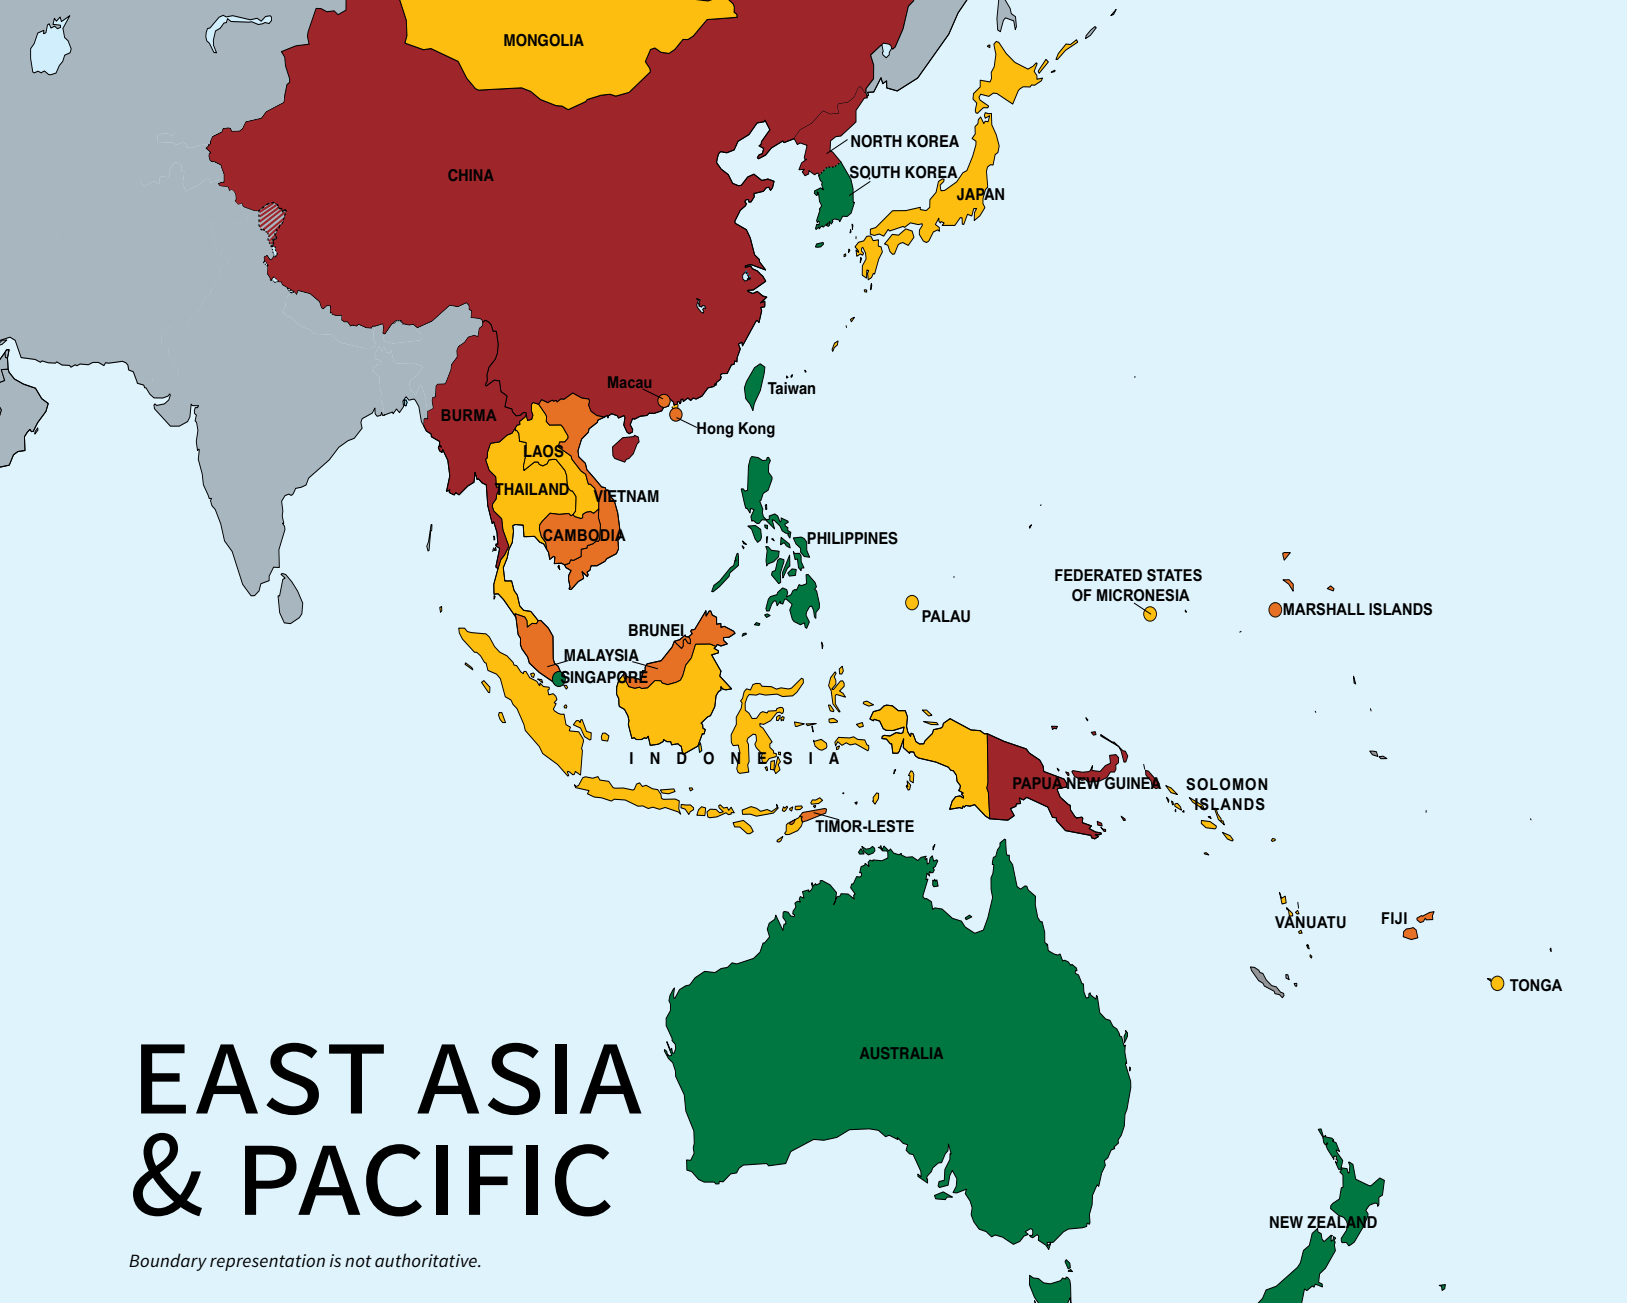 MONGOLIA
NORTH KOREA
SOUTH KOREA
CHINA
JAPAN
Macau
Taiwan
BURMA
Hong Kong
LAOS
THAILAND
VIETNAM
CAMBODIA
PHILIPPINES
FEDERATED STATES
OF MICRONESIA
MARSHALL ISLANDS
PALAU
BRUNEI
MALAYSIA
SINGAPORE
INDONESIA
PAPUA NEW GUINEA
SOLOMON
ISLANDS
TIMOR-LESTE
VANUATU
FIJI
TONGA
AUSTRALIA
EAST ASIA
& PACIFIC
NEW ZEALAND
Boundary representation is not authoritative.